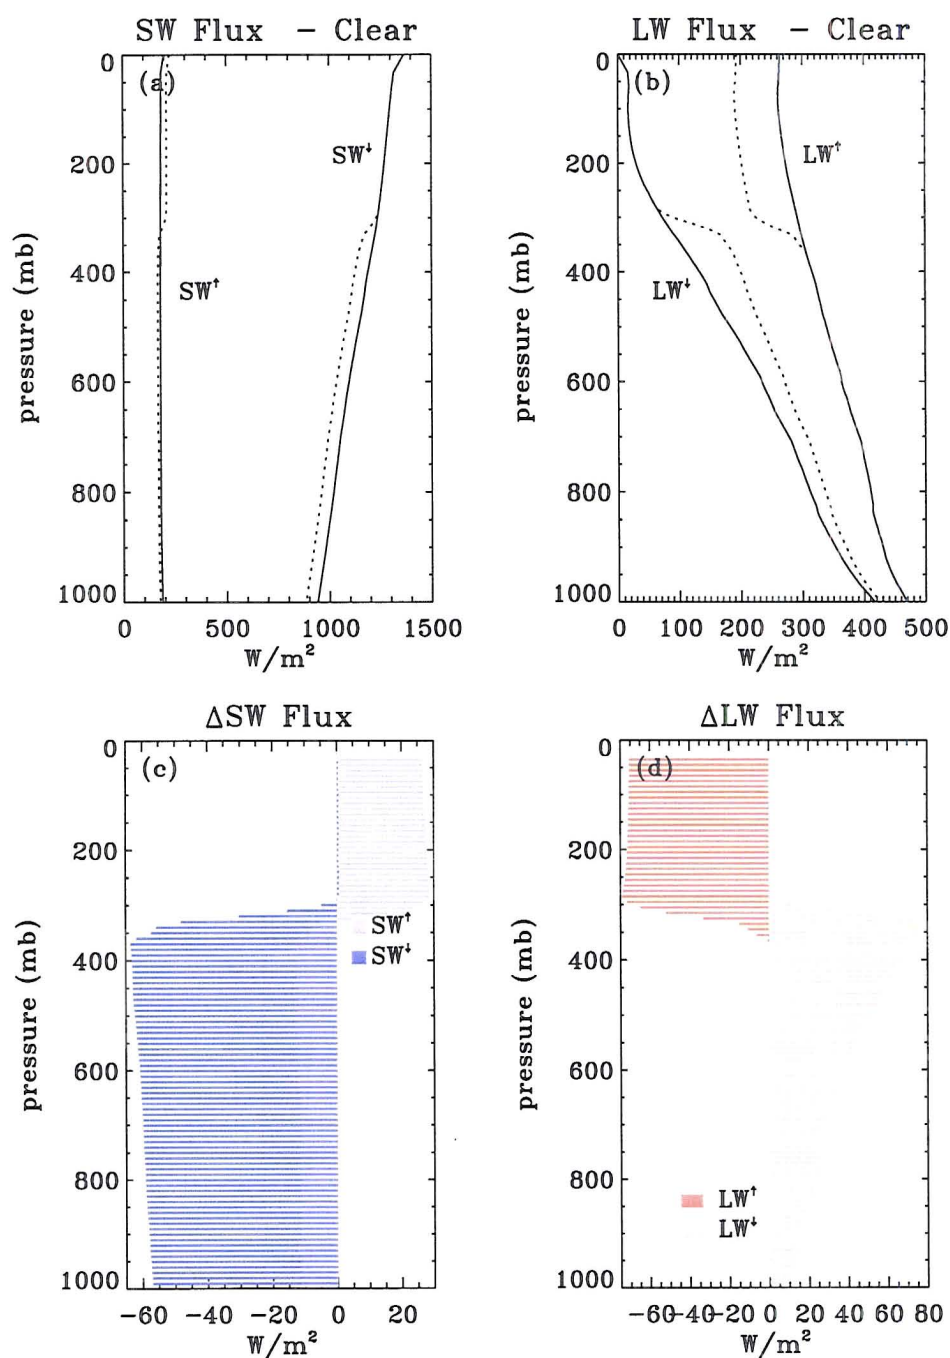 SW Flux – Clear
LW Flux – Clear
(a)
SW↓
SW↑
0
200
400
600
800
1000
pressure (mb)
0 500 1000 1500
W/m²
(b)
LW↑
LW↓
0
200
400
600
800
1000
pressure (mb)
0 100 200 300 400 500
W/m²
ΔSW Flux
ΔLW Flux
(c)
0
200
400
600
800
1000
pressure (mb)
SW↑
SW↓
−60 −40 −20 0 20
W/m²
(d)
0
200
400
600
800
1000
pressure (mb)
LW↑
LW↓
−60−40−20 0 20 40 60 80
W/m²